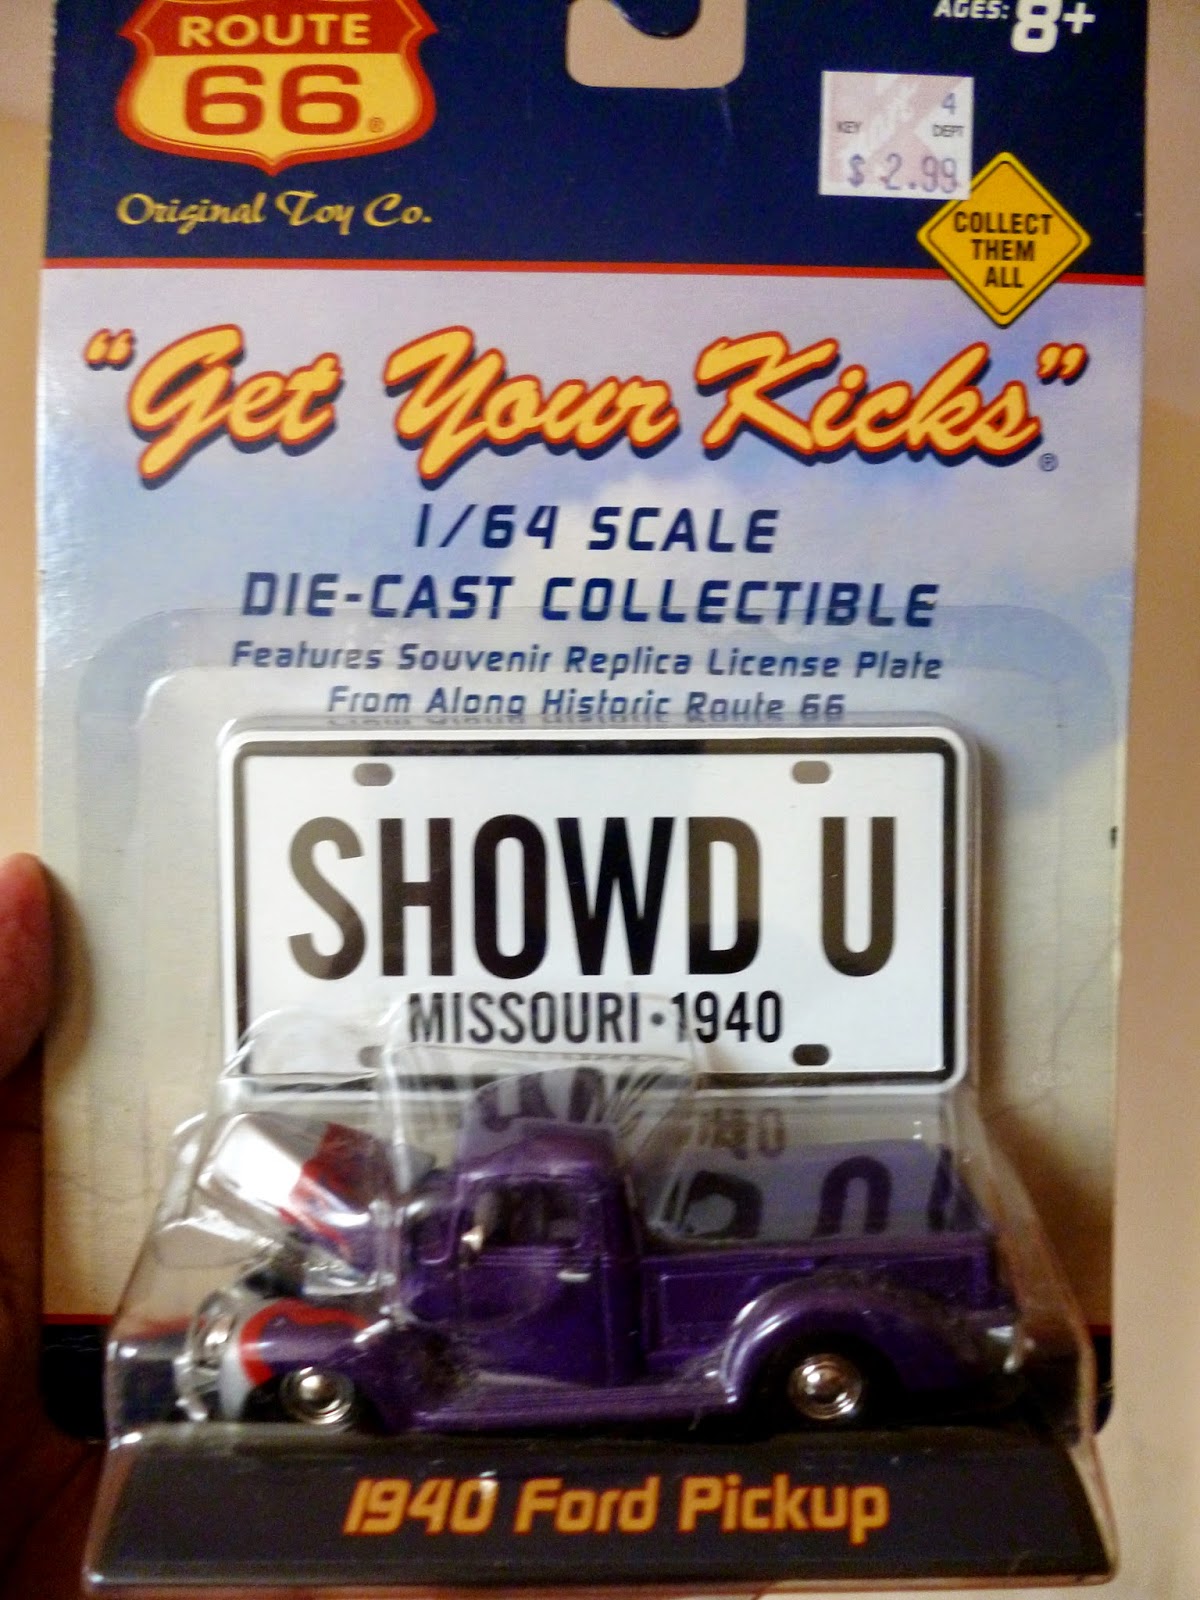 ROUTE
66®
Original Toy Co.
AGES: 8+
4
KEY DEPT
$ 2.99
COLLECT
THEM
ALL
"Get Your Kicks"®
1/64 SCALE
DIE-CAST COLLECTIBLE
Features Souvenir Replica License Plate
From Along Historic Route 66
SHOWD U
MISSOURI•1940
1940 Ford Pickup